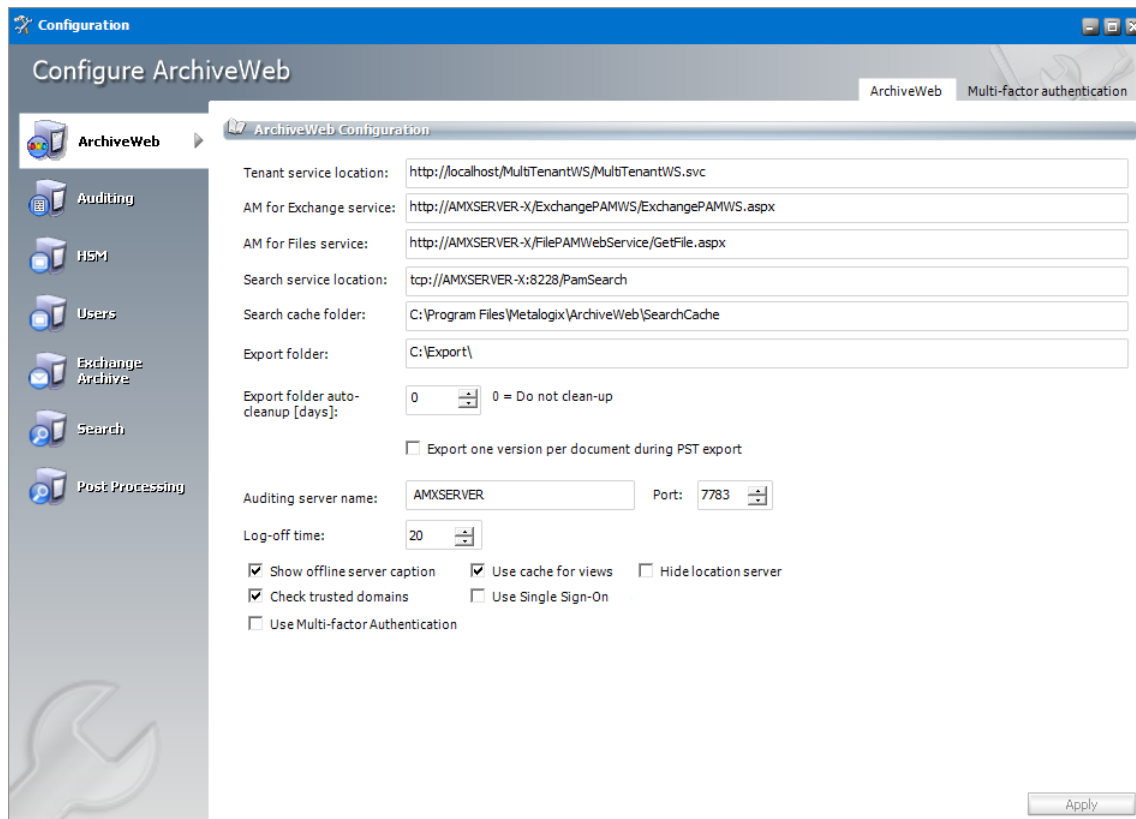 Configuration
Configure ArchiveWeb
ArchiveWeb Multi-factor authentication
ArchiveWeb
Auditing
HSM
Users
Exchange
Archive
Search
Post Processing
ArchiveWeb Configuration
Tenant service location: http://localhost/MultiTenantWS/MultiTenantWS.svc
AM for Exchange service: http://AMXSERVER-X/ExchangePAMWS/ExchangePAMWS.aspx
AM for Files service: http://AMXSERVER-X/FilePAMWebService/GetFile.aspx
Search service location: tcp://AMXSERVER-X:8228/PamSearch
Search cache folder: C:\Program Files\Metalogix\ArchiveWeb\SearchCache
Export folder: C:\Export\
Export folder auto-
cleanup [days]: 0 0 = Do not clean-up
Export one version per document during PST export
Auditing server name: AMXSERVER Port: 7783
Log-off time: 20
Show offline server caption Use cache for views Hide location server
Check trusted domains Use Single Sign-On
Use Multi-factor Authentication
Apply